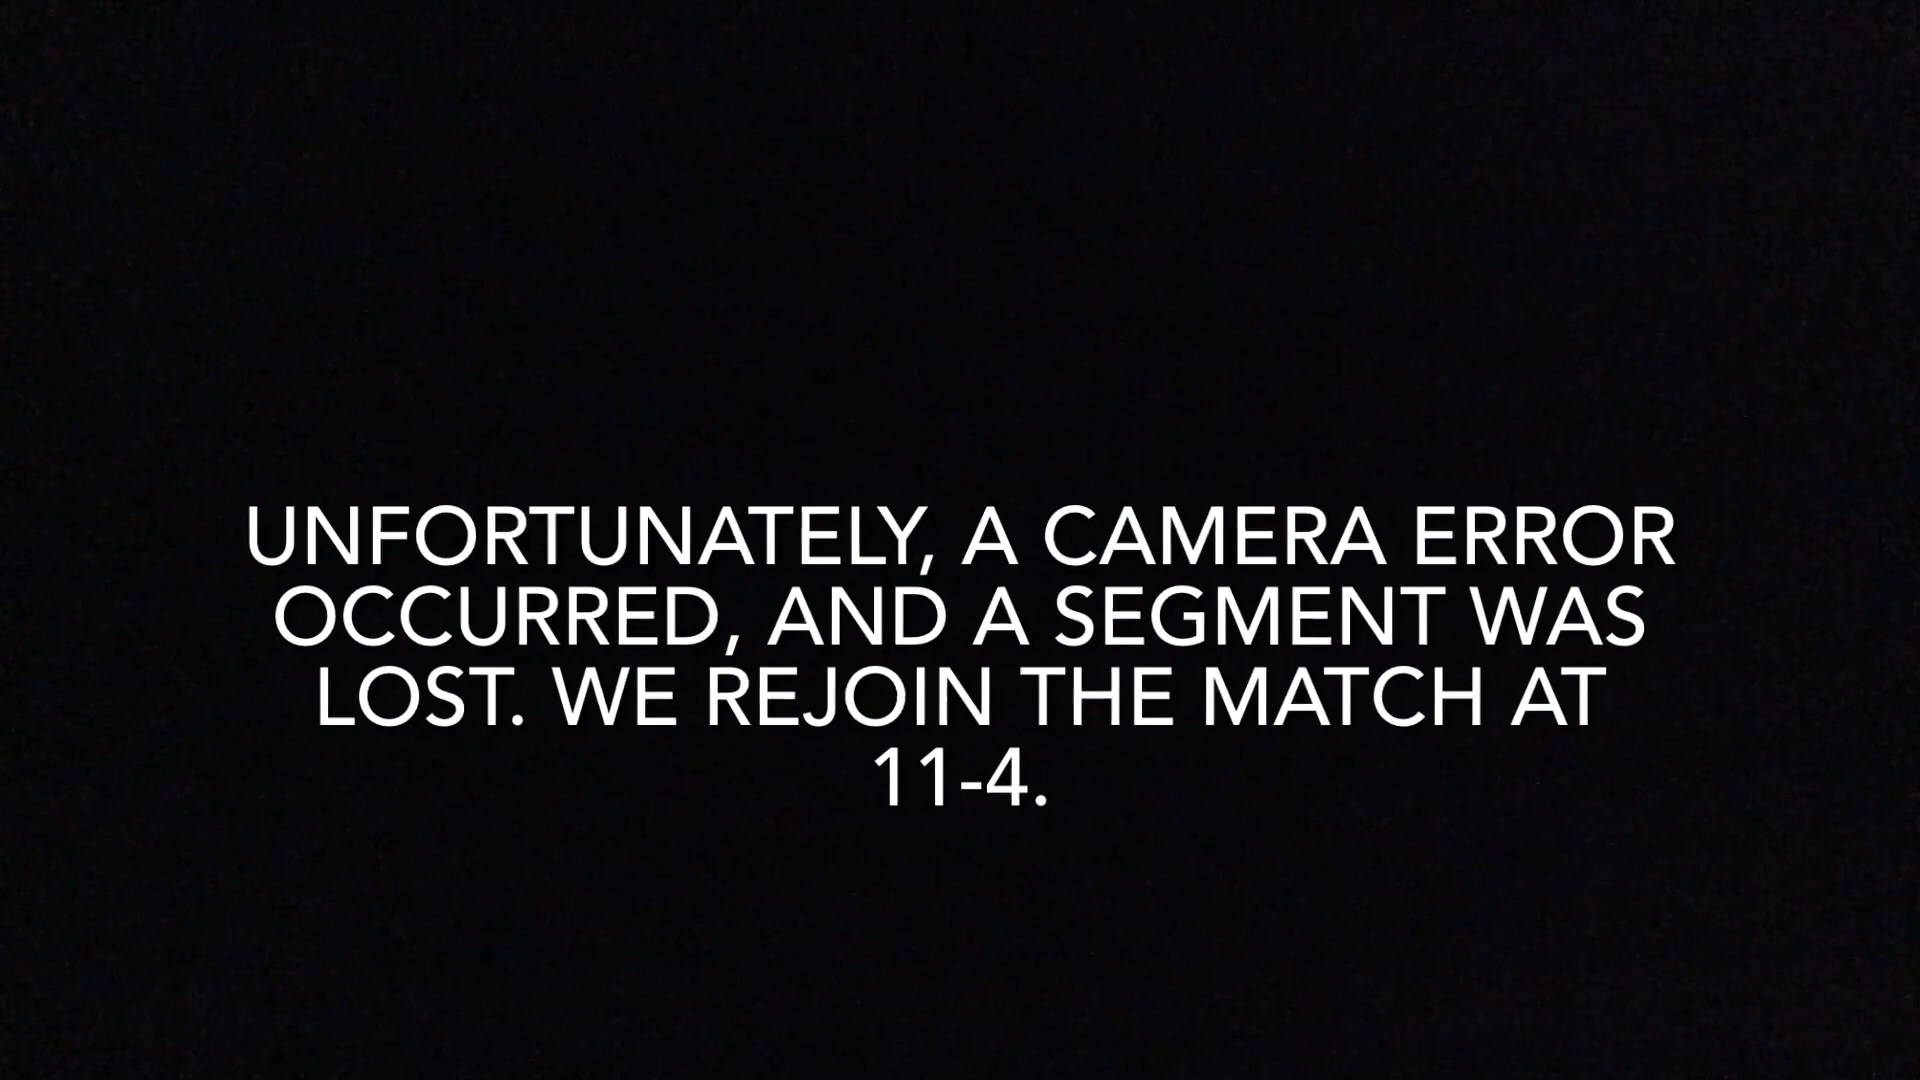 UNFORTUNATELY, A CAMERA ERROR
OCCURRED, AND A SEGMENT WAS
LOST. WE REJOIN THE MATCH AT
11-4.